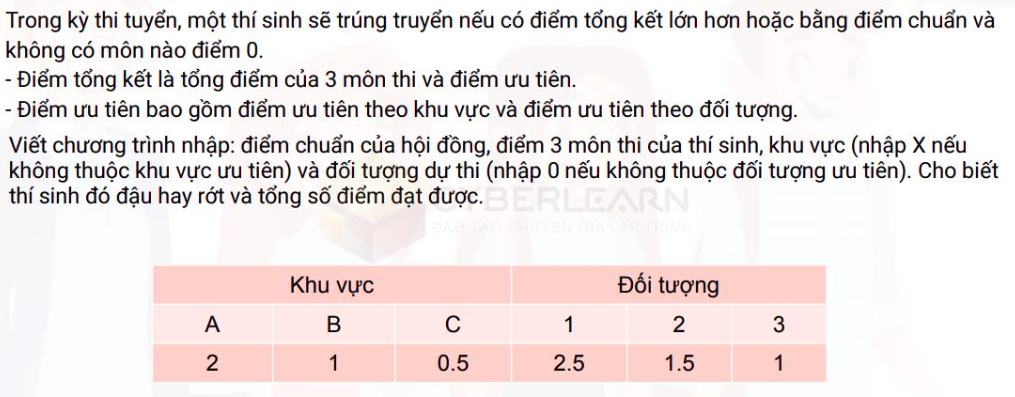 Trong kỳ thi tuyển, một thí sinh sẽ trúng truyển nếu có điểm tổng kết lớn hơn hoặc bằng điểm chuẩn và
không có môn nào điểm 0.
- Điểm tổng kết là tổng điểm của 3 môn thi và điểm ưu tiên.
- Điểm ưu tiên bao gồm điểm ưu tiên theo khu vực và điểm ưu tiên theo đối tượng.
Viết chương trình nhập: điểm chuẩn của hội đồng, điểm 3 môn thi của thí sinh, khu vực (nhập X nếu
không thuộc khu vực ưu tiên) và đối tượng dự thi (nhập 0 nếu không thuộc đối tượng ưu tiên). Cho biết
thí sinh đó đậu hay rớt và tổng số điểm đạt được.
CYBERLEARN
ĐÀO TẠO CHUYÊN GIA LẬP TRÌNH
Khu vực Đối tượng
A B C 1 2 3
2 1 0.5 2.5 1.5 1